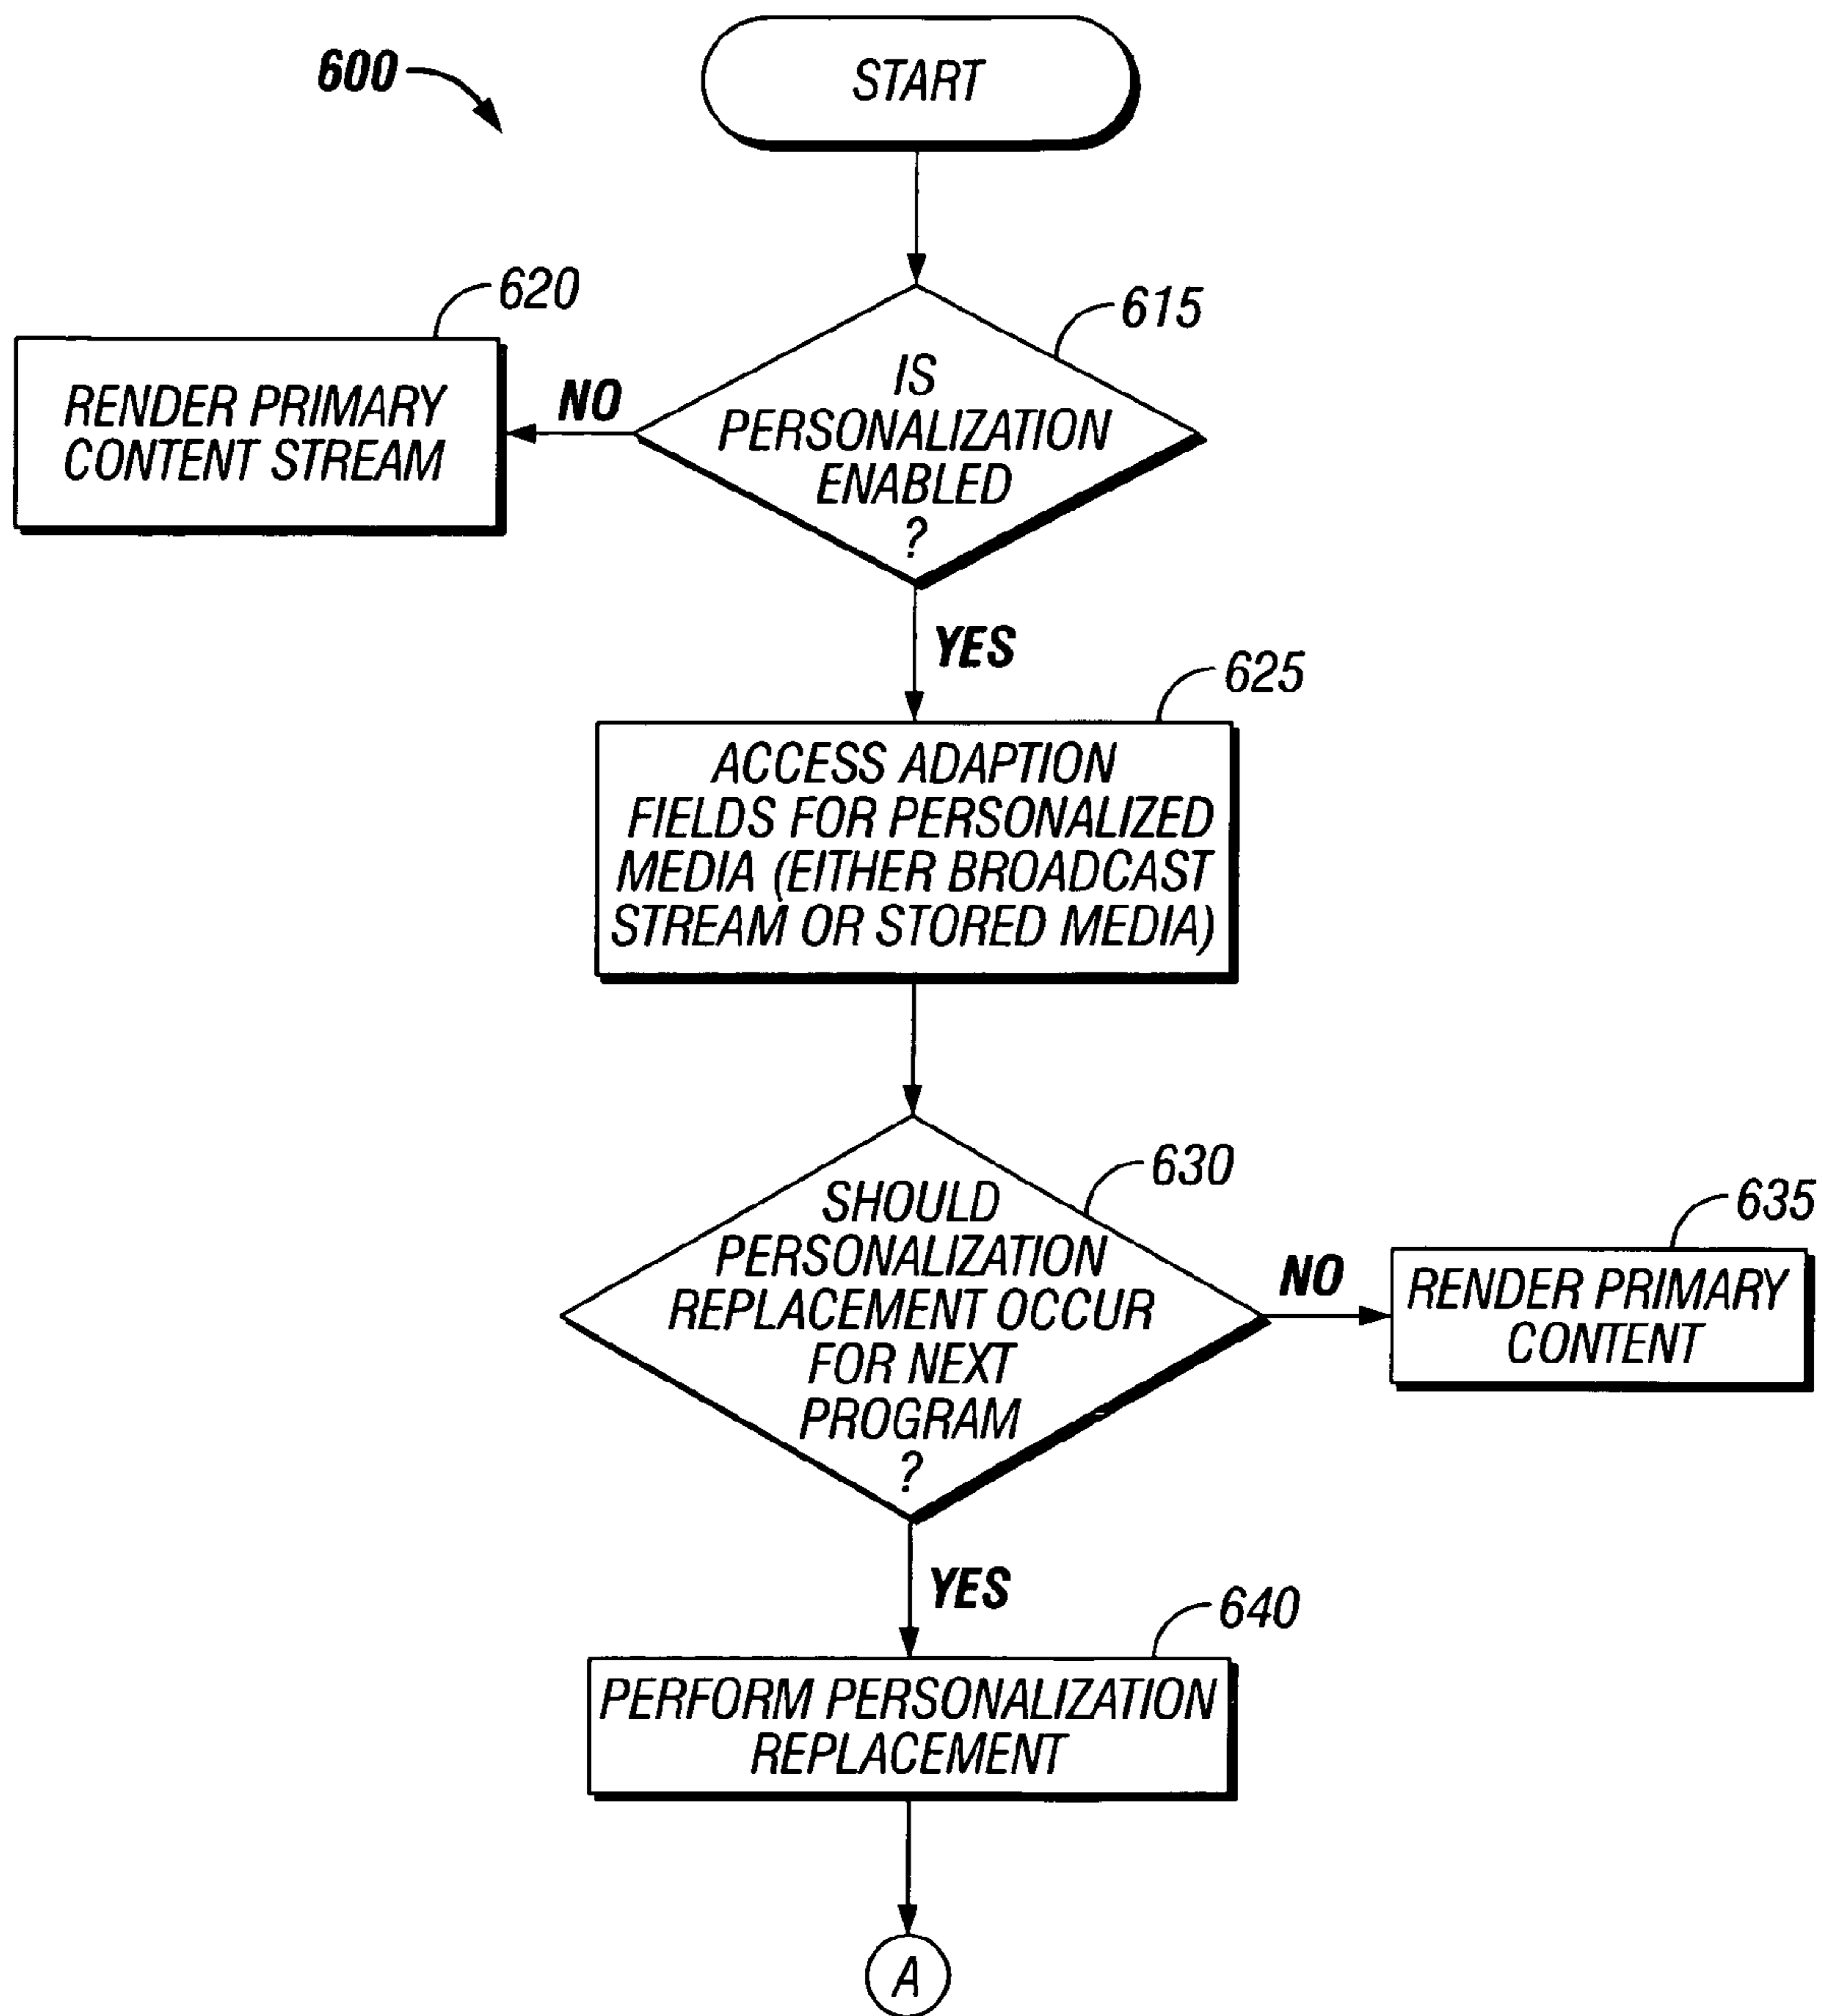 600
START
620
615
RENDER PRIMARY
CONTENT STREAM
NO
IS
PERSONALIZATION
ENABLED
?
YES
625
ACCESS ADAPTION
FIELDS FOR PERSONALIZED
MEDIA (EITHER BROADCAST
STREAM OR STORED MEDIA)
630
SHOULD
PERSONALIZATION
REPLACEMENT OCCUR
FOR NEXT
PROGRAM
?
NO
635
RENDER PRIMARY
CONTENT
YES
640
PERFORM PERSONALIZATION
REPLACEMENT
A